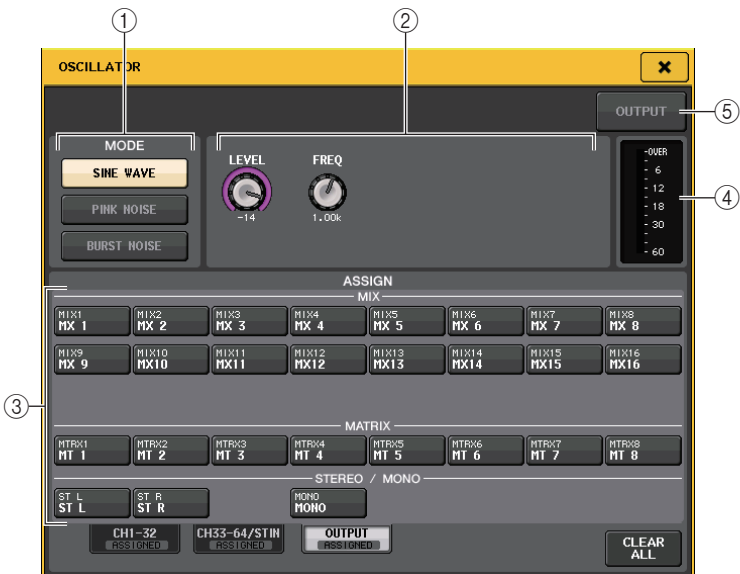 ① ②
OSCILLATOR ×
OUTPUT ⑤
MODE
SINE WAVE
PINK NOISE
BURST NOISE
LEVEL FREQ
-14 1.00k
-OVER
- 6
- 12
- 18
- 30
- 60
④
③
ASSIGN
MIX
MIX1 MIX2 MIX3 MIX4 MIX5 MIX6 MIX7 MIX8
MX 1 MX 2 MX 3 MX 4 MX 5 MX 6 MX 7 MX 8
MIX9 MIX10 MIX11 MIX12 MIX13 MIX14 MIX15 MIX16
MX 9 MX10 MX11 MX12 MX13 MX14 MX15 MX16
MATRIX
MTRX1 MTRX2 MTRX3 MTRX4 MTRX5 MTRX6 MTRX7 MTRX8
MT 1 MT 2 MT 3 MT 4 MT 5 MT 6 MT 7 MT 8
STEREO / MONO
ST L ST R MONO
ST L ST R MONO
CH1-32 CH33-64/STIN OUTPUT
ASSIGNED ASSIGNED ASSIGNED
CLEAR
ALL